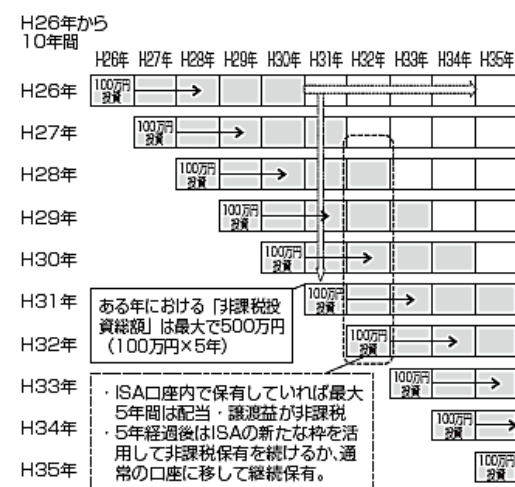 H26年から
10年間
H26年 H27年 H28年 H29年 H30年 H31年 H32年 H33年 H34年 H35年
H26年 100万円
投資
H27年 100万円
投資
H28年 100万円
投資
H29年 100万円
投資
H30年 100万円
投資
H31年 100万円
投資
ある年における「非課税投
資総額」は最大で500万円
（100万円×5年）
H32年 100万円
投資
H33年 100万円
投資
・ISA口座内で保有していれば最大
5年間は配当・譲渡益が非課税
・5年経過後はISAの新たな枠を活
用して非課税保有を続けるか、通
常の口座に移して継続保有。
H34年 100万円
投資
H35年 100万円
投資